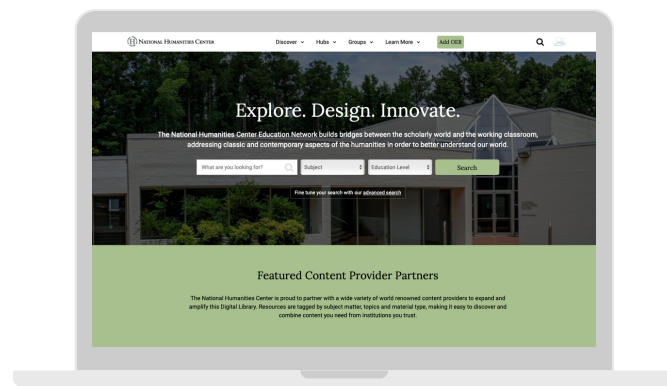 NATIONAL HUMANITIES CENTER
Discover Hubs Groups Learn More Add OER
Explore. Design. Innovate.
The National Humanities Center Education Network builds bridges between the scholarly world and the working classroom,
addressing classic and contemporary aspects of the humanities in order to better understand our world.
What are you looking for? Subject Education Level Search
Fine tune your search with our advanced search
Featured Content Provider Partners
The National Humanities Center is proud to partner with a wide variety of world renowned content providers to expand and
amplify this Digital Library. Resources are tagged by subject matter, topics and material type, making it easy to discover and
combine content you need from institutions you trust.